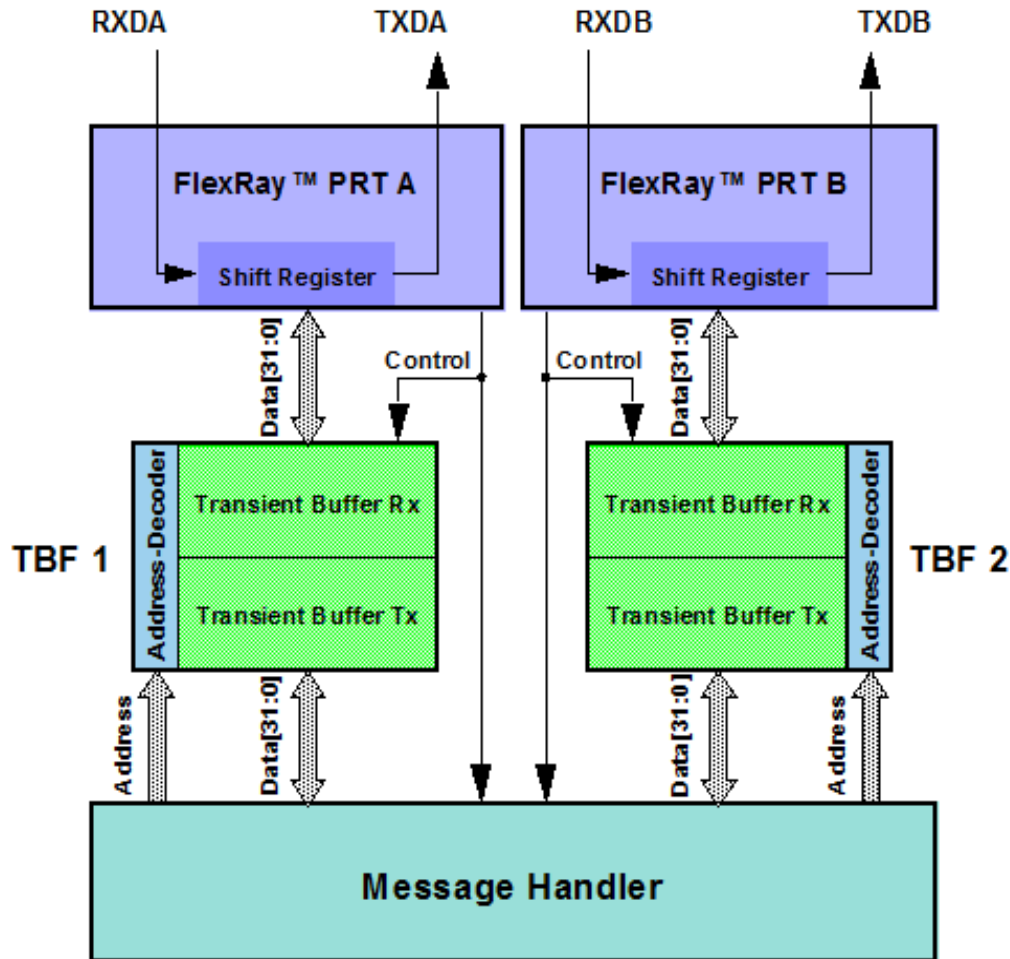 RXDA
TXDA
RXDB
TXDB
FlexRay™ PRT A
FlexRay™ PRT B
Shift Register
Shift Register
Data[31:0]
Control
Control
Data[31:0]
TBF 1
Address-Decoder
Transient Buffer Rx
Transient Buffer Tx
Transient Buffer Rx
Transient Buffer Tx
Address-Decoder
TBF 2
Address
Data[31:0]
Data[31:0]
Address
Message Handler